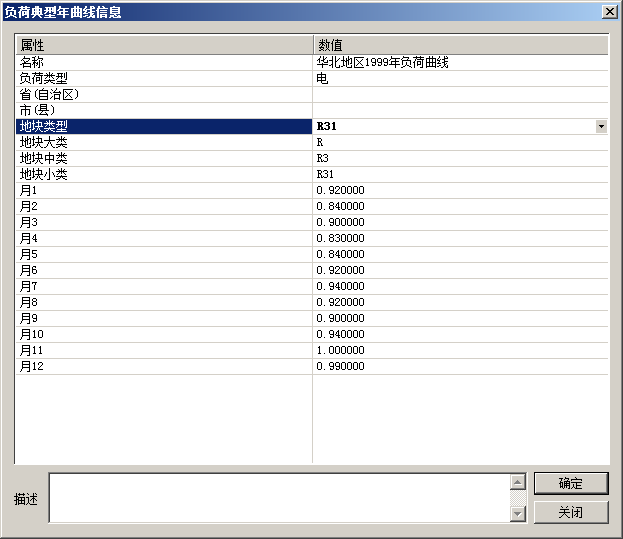 负荷典型年曲线信息
属性 数值
名称 华北地区1999年负荷曲线
负荷类型 电
省(自治区)
市(县)
地块类型 R31
地块大类 R
地块中类 R3
地块小类 R31
月1 0.920000
月2 0.840000
月3 0.900000
月4 0.830000
月5 0.840000
月6 0.920000
月7 0.940000
月8 0.920000
月9 0.900000
月10 0.940000
月11 1.000000
月12 0.990000
描述
确定
关闭